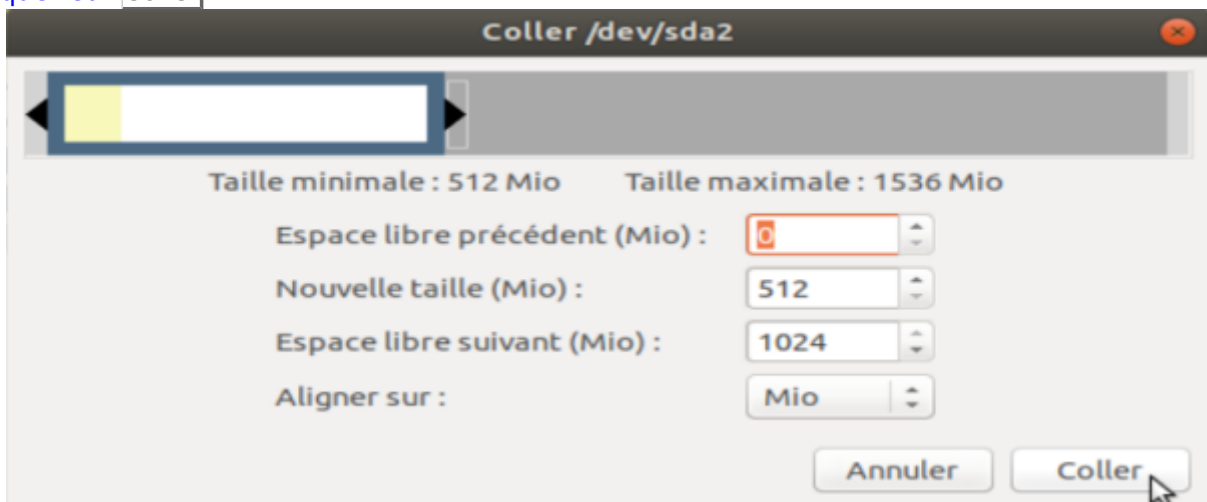 Coller /dev/sda2
Taille minimale : 512 Mio Taille maximale : 1536 Mio
Espace libre précédent (Mio) : 0
Nouvelle taille (Mio) : 512
Espace libre suivant (Mio) : 1024
Aligner sur : Mio
Annuler Coller